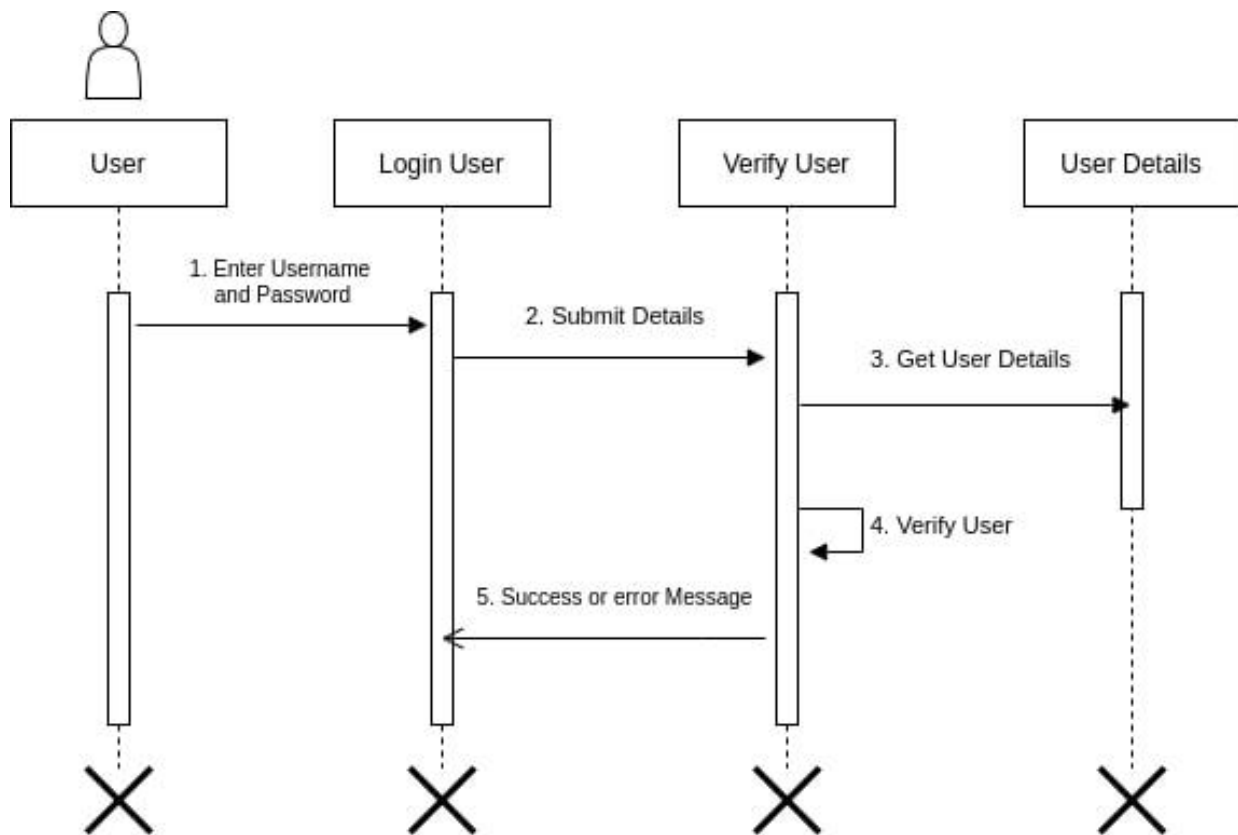 User
Login User
Verify User
User Details
1. Enter Username
and Password
2. Submit Details
3. Get User Details
4. Verify User
5. Success or error Message